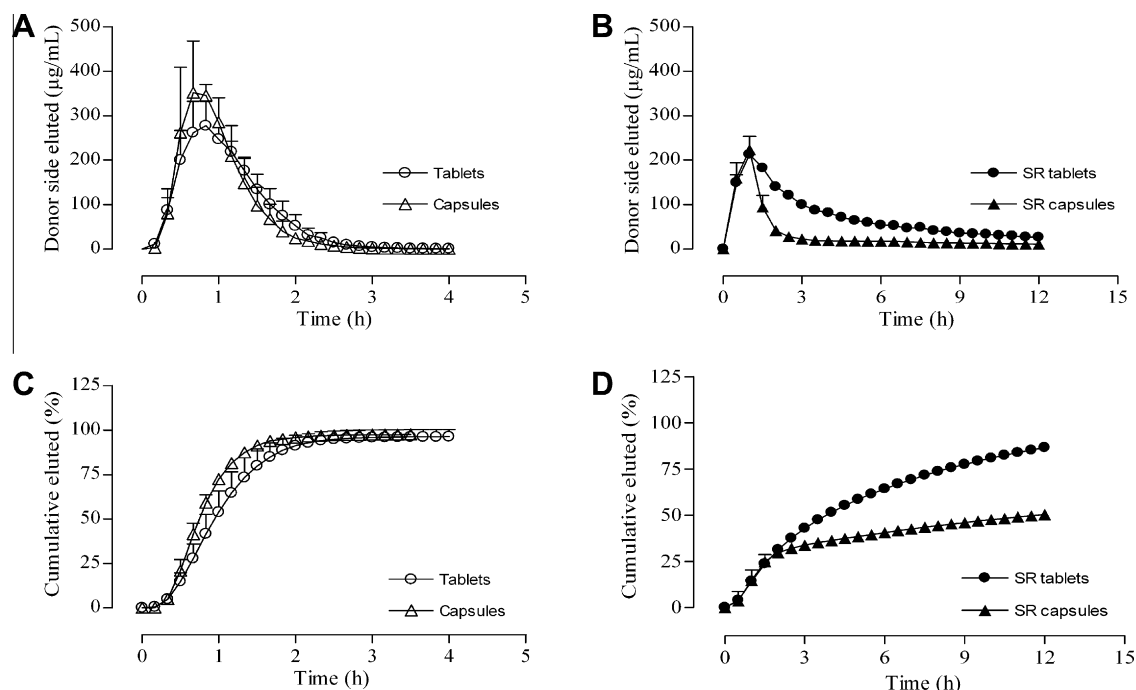 A
Donor side eluted (µg/mL)
500
400
300
200
100
0
Tablets
Capsules
0 1 2 3 4 5
Time (h)
B
Donor side eluted (µg/mL)
500
400
300
200
100
0
SR tablets
SR capsules
0 3 6 9 12 15
Time (h)
C
Cumulative eluted (%)
125
100
75
50
25
0
Tablets
Capsules
0 1 2 3 4 5
Time (h)
D
Cumulative eluted (%)
125
100
75
50
25
0
SR tablets
SR capsules
0 3 6 9 12 15
Time (h)